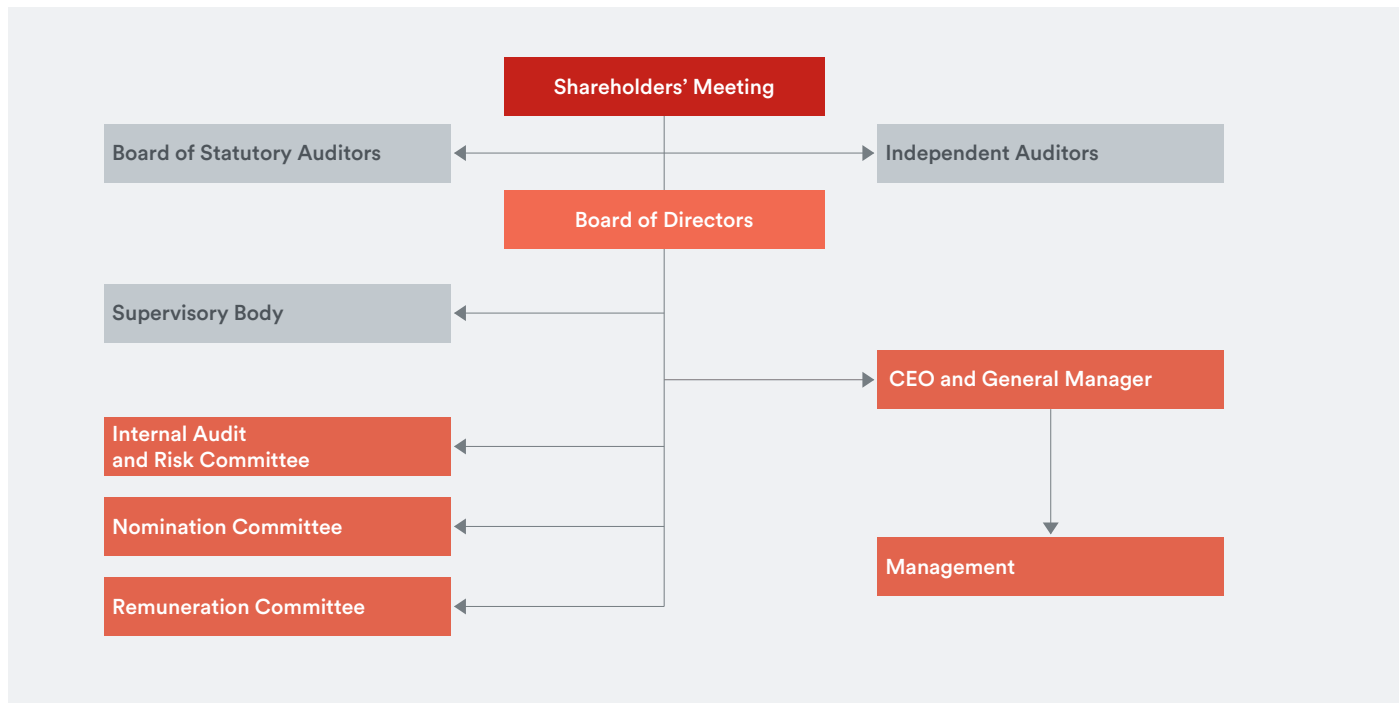 Shareholders’ Meeting
Board of Statutory Auditors
Independent Auditors
Board of Directors
Supervisory Body
CEO and General Manager
Internal Audit
and Risk Committee
Nomination Committee
Management
Remuneration Committee